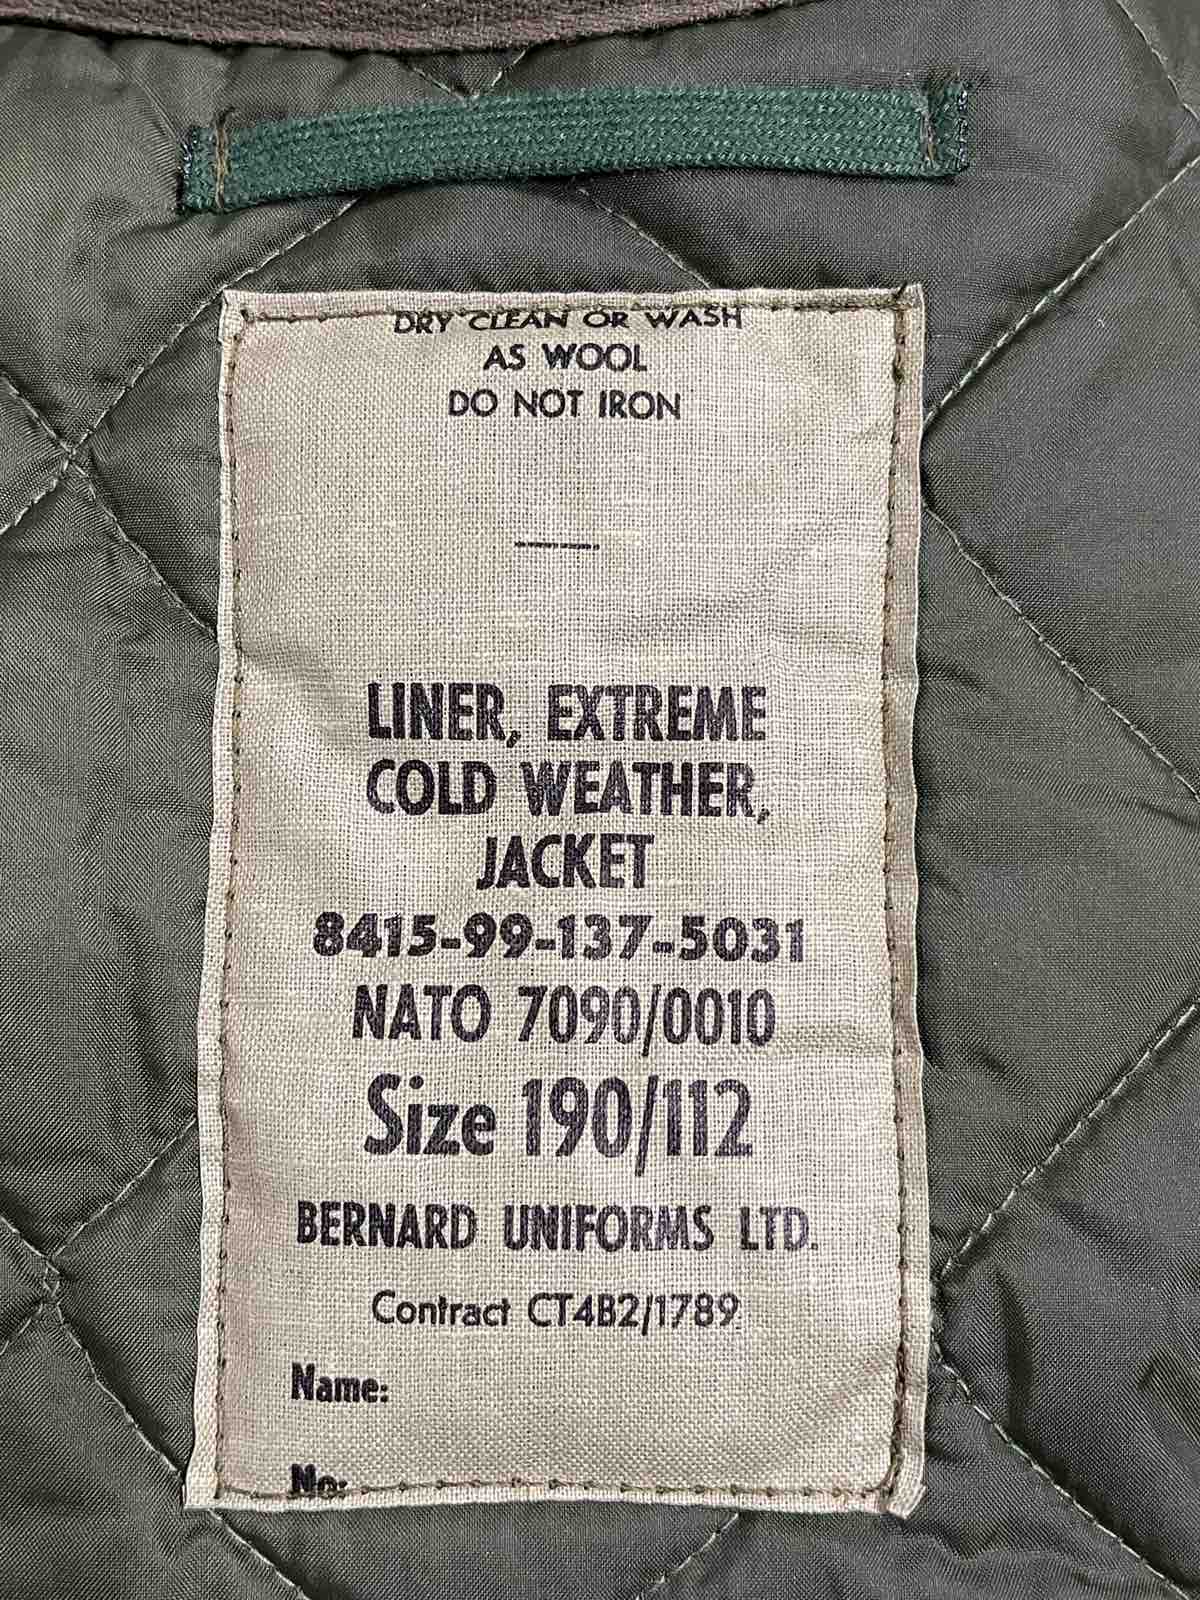 DRY CLEAN OR WASH
AS WOOL
DO NOT IRON
LINER, EXTREME
COLD WEATHER,
JACKET
8415-99-137-5031
NATO 7090/0010
Size 190/112
BERNARD UNIFORMS LTD.
Contract CT4B2/1789
Name:
No: